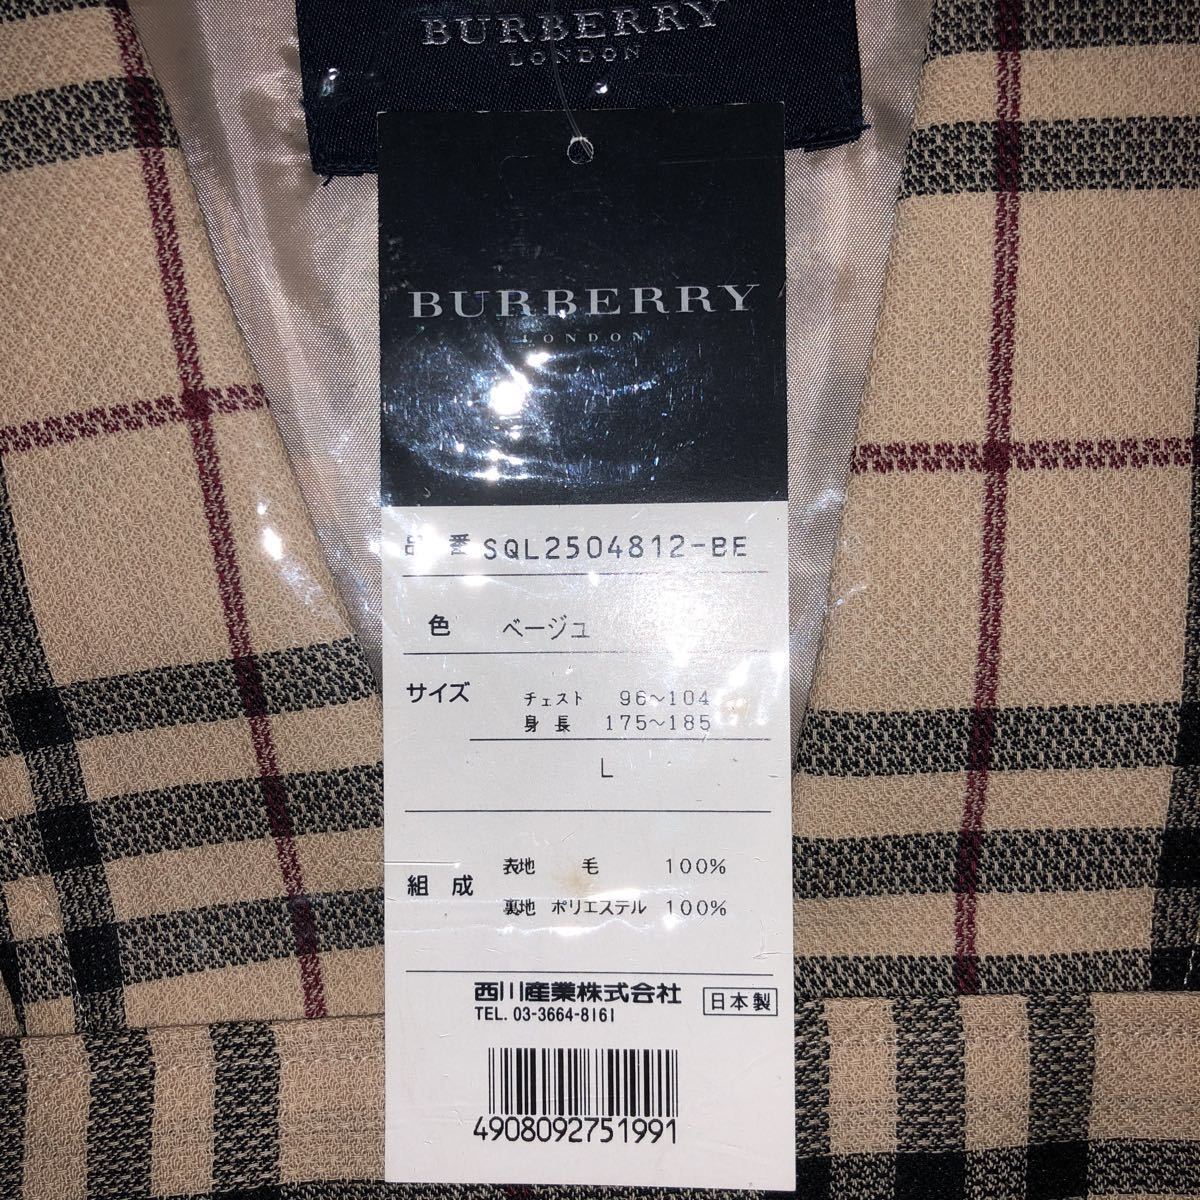 BURBERRY
LONDON
BURBERRY
LONDON
品番 SQL2504812-BE
色 ベージュ
サイズ チェスト 96~104
身長 175~185
L
組成 表地 毛 100%
裏地 ポリエステル 100%
西川産業株式会社 日本製
TEL. 03-3664-8161
4908092751991